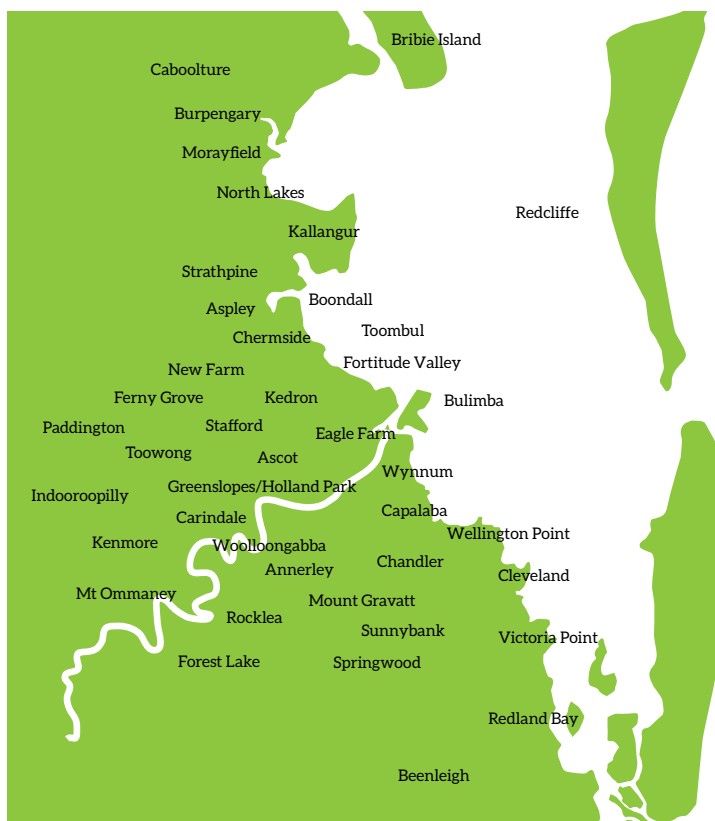 Bribie Island
Caboolture
Burpengary
Morayfield
North Lakes
Redcliffe
Kallangur
Strathpine
Boondall
Aspley
Toombul
Chermside
Fortitude Valley
New Farm
Ferny Grove
Kedron
Bulimba
Paddington
Stafford
Eagle Farm
Toowong
Ascot
Wynnum
Greenslopes/Holland Park
Indooroopilly
Capalaba
Carindale
Wellington Point
Kenmore
Woolloongabba
Chandler
Annerley
Cleveland
Mt Ommaney
Mount Gravatt
Rocklea
Sunnybank
Victoria Point
Forest Lake
Springwood
Redland Bay
Beenleigh